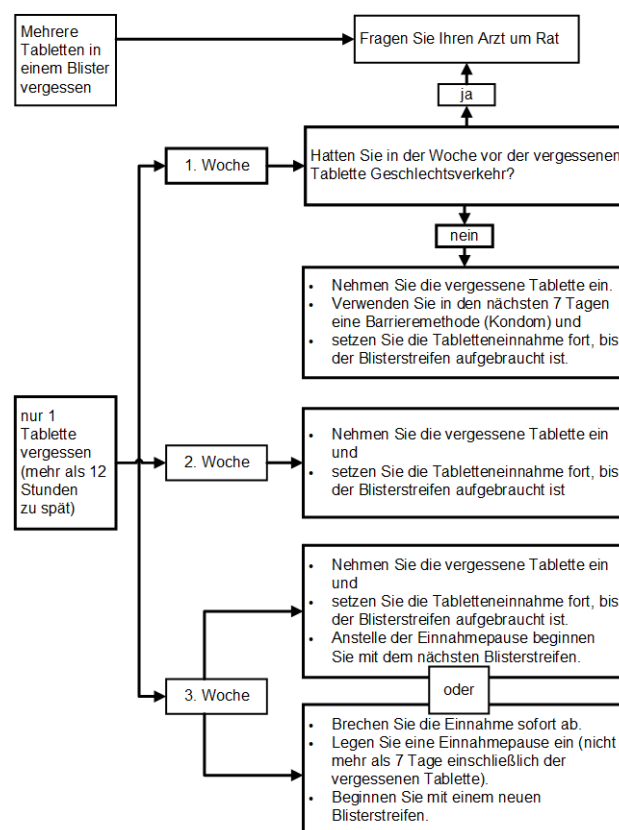 Mehrere
Tabletten in
einem Blister
vergessen
Fragen Sie Ihren Arzt um Rat
ja
1. Woche
Hatten Sie in der Woche vor der vergessenen
Tablette Geschlechtsverkehr?
nein
• Nehmen Sie die vergessene Tablette ein.
• Verwenden Sie in den nächsten 7 Tagen
eine Barrieremethode (Kondom) und
• setzen Sie die Tabletteneinnahme fort, bis
der Blisterstreifen aufgebraucht ist.
nur 1
Tablette
vergessen
(mehr als 12
Stunden
zu spät)
2. Woche
• Nehmen Sie die vergessene Tablette ein
und
• setzen Sie die Tabletteneinnahme fort, bis
der Blisterstreifen aufgebraucht ist
3. Woche
• Nehmen Sie die vergessene Tablette ein
und
• setzen Sie die Tabletteneinnahme fort, bis
der Blisterstreifen aufgebraucht ist.
• Anstelle der Einnahmepause beginnen
Sie mit dem nächsten Blisterstreifen.
oder
• Brechen Sie die Einnahme sofort ab.
• Legen Sie eine Einnahmepause ein (nicht
mehr als 7 Tage einschließlich der
vergessenen Tablette).
• Beginnen Sie mit einem neuen
Blisterstreifen.